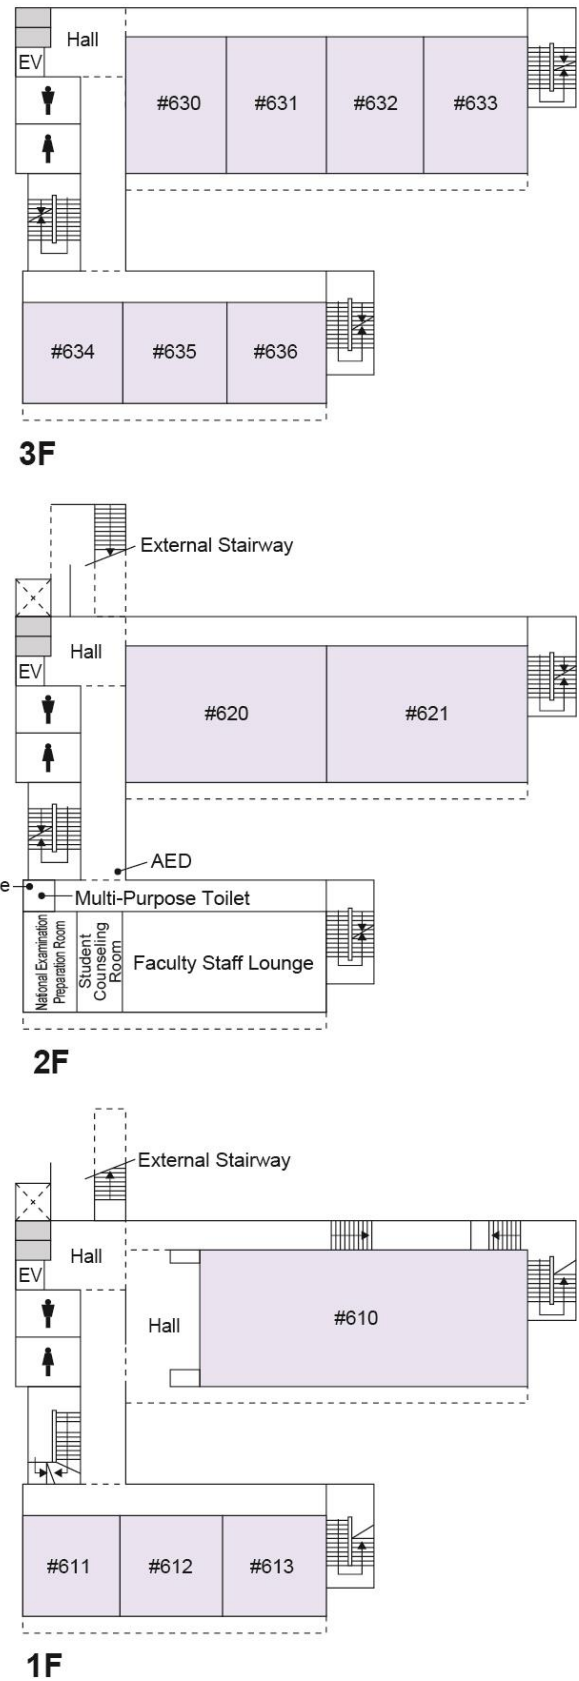 Hall
EV
#630
#631
#632
#633
#634
#635
#636
3F
External Stairway
Hall
EV
#620
#621
AED
e
Multi-Purpose Toilet
National Examination
Preparation Room
Student
Counseling
Room
Faculty Staff Lounge
2F
External Stairway
Hall
EV
Hall
#610
#611
#612
#613
1F